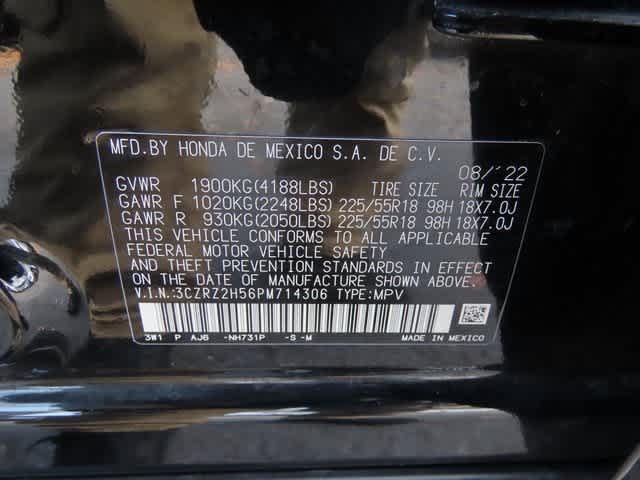 MFD.BY HONDA DE MEXICO S.A. DE C.V.
08/'22
GVWR 1900KG(4188LBS) TIRE SIZE RIM SIZE
GAWR F 1020KG(2248LBS) 225/55R18 98H 18X7.0J
GAWR R 930KG(2050LBS) 225/55R18 98H 18X7.0J
THIS VEHICLE CONFORMS TO ALL APPLICABLE
FEDERAL MOTOR VEHICLE SAFETY
AND THEFT PREVENTION STANDARDS IN EFFECT
ON THE DATE OF MANUFACTURE SHOWN ABOVE.
V.I.N.:3CZRZ2H56PM714306 TYPE:MPV
3W1 P AJ6 -NH731P -S -M MADE IN MEXICO